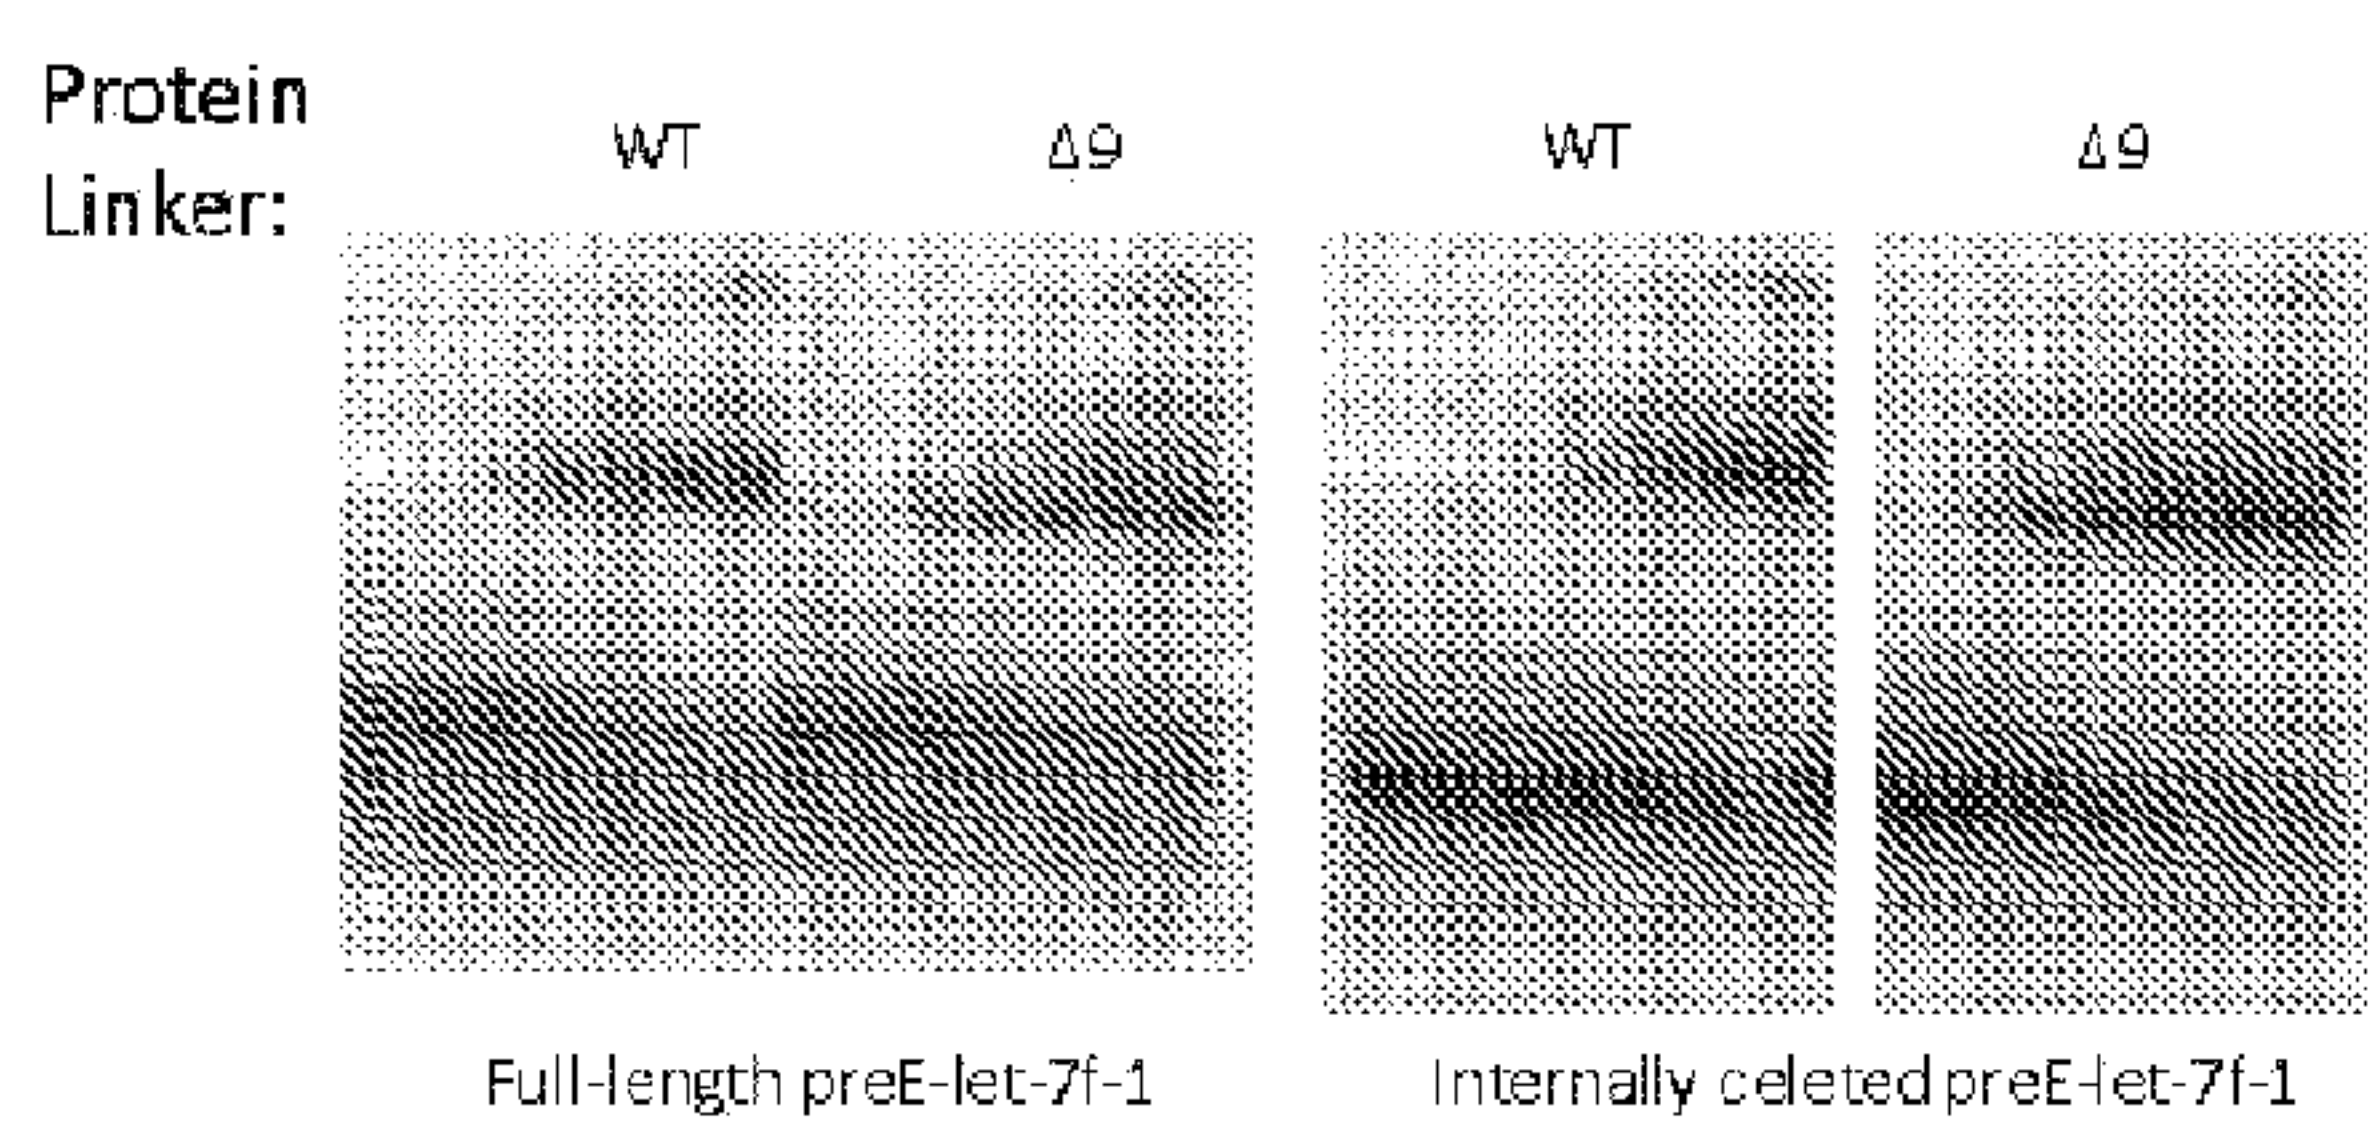 Protein
Linker:
WT Δ9 WT Δ9
Full-length preE-let-7f-1 Internally celeted preE-let-7f-1